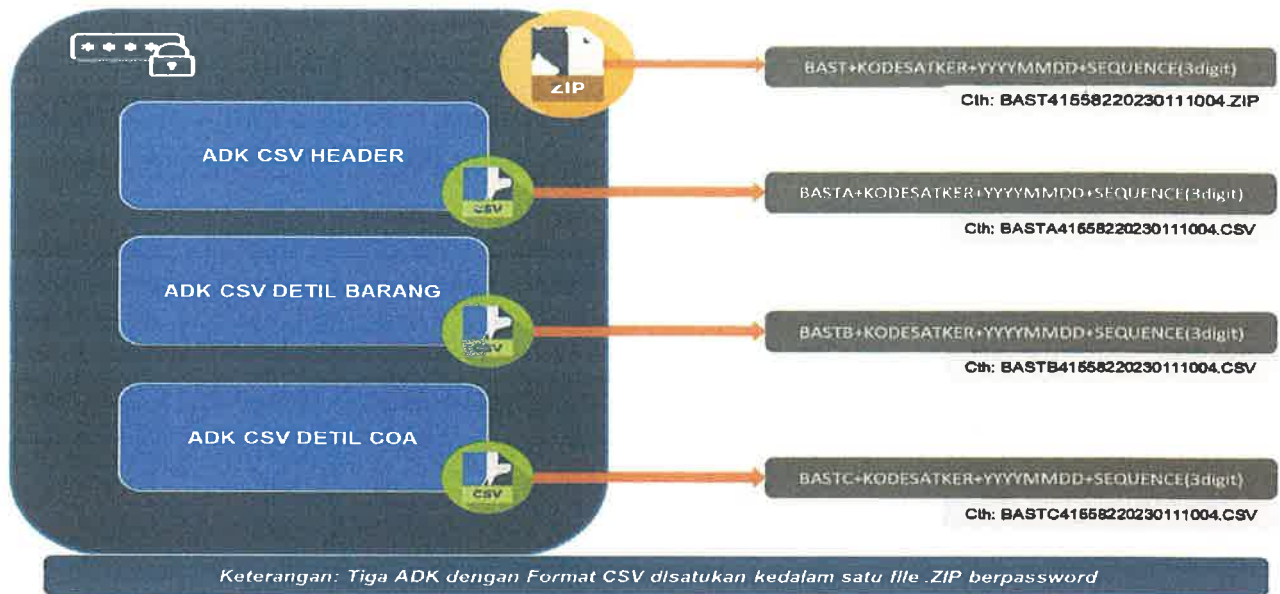 ****
ZIP
BAST+KODESATKER+YYYYMMDD+SEQUENCE(3digit)
Cth: BAST41558220230111004.ZIP
ADK CSV HEADER
CSV
BASTA+KODESATKER+YYYYMMDD+SEQUENCE(3digit)
Cth: BASTA41558220230111004.CSV
ADK CSV DETIL BARANG
CSV
BASTB+KODESATKER+YYYYMMDD+SEQUENCE(3digit)
Cth: BASTB41558220230111004.CSV
ADK CSV DETIL COA
CSV
BASTC+KODESATKER+YYYYMMDD+SEQUENCE(3digit)
Cth: BASTC41558220230111004.CSV
Keterangan: Tiga ADK dengan Format CSV disatukan kedalam satu file .ZIP berpassword